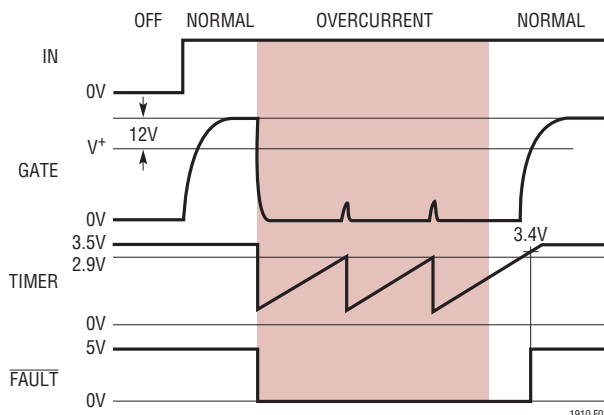 OFF NORMAL OVERCURRENT NORMAL
IN
0V
12V
V+
GATE
0V
3.5V
3.4V
2.9V
TIMER
0V
5V
FAULT
0V